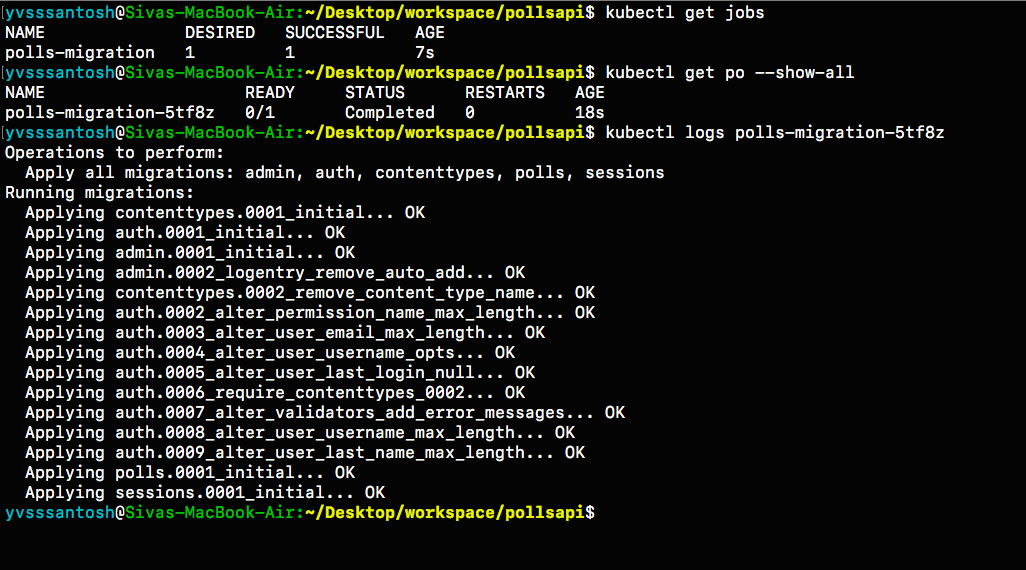 yvsssantosh@Sivas-MacBook-Air:~/Desktop/workspace/pollsapi$ kubectl get jobs
NAME DESIRED SUCCESSFUL AGE
polls-migration 1 1 7s
yvsssantosh@Sivas-MacBook-Air:~/Desktop/workspace/pollsapi$ kubectl get po --show-all
NAME READY STATUS RESTARTS AGE
polls-migration-5tf8z 0/1 Completed 0 18s
yvsssantosh@Sivas-MacBook-Air:~/Desktop/workspace/pollsapi$ kubectl logs polls-migration-5tf8z
Operations to perform:
  Apply all migrations: admin, auth, contenttypes, polls, sessions
Running migrations:
  Applying contenttypes.0001_initial... OK
  Applying auth.0001_initial... OK
  Applying admin.0001_initial... OK
  Applying admin.0002_logentry_remove_auto_add... OK
  Applying contenttypes.0002_remove_content_type_name... OK
  Applying auth.0002_alter_permission_name_max_length... OK
  Applying auth.0003_alter_user_email_max_length... OK
  Applying auth.0004_alter_user_username_opts... OK
  Applying auth.0005_alter_user_last_login_null... OK
  Applying auth.0006_require_contenttypes_0002... OK
  Applying auth.0007_alter_validators_add_error_messages... OK
  Applying auth.0008_alter_user_username_max_length... OK
  Applying auth.0009_alter_user_last_name_max_length... OK
  Applying polls.0001_initial... OK
  Applying sessions.0001_initial... OK
yvsssantosh@Sivas-MacBook-Air:~/Desktop/workspace/pollsapi$